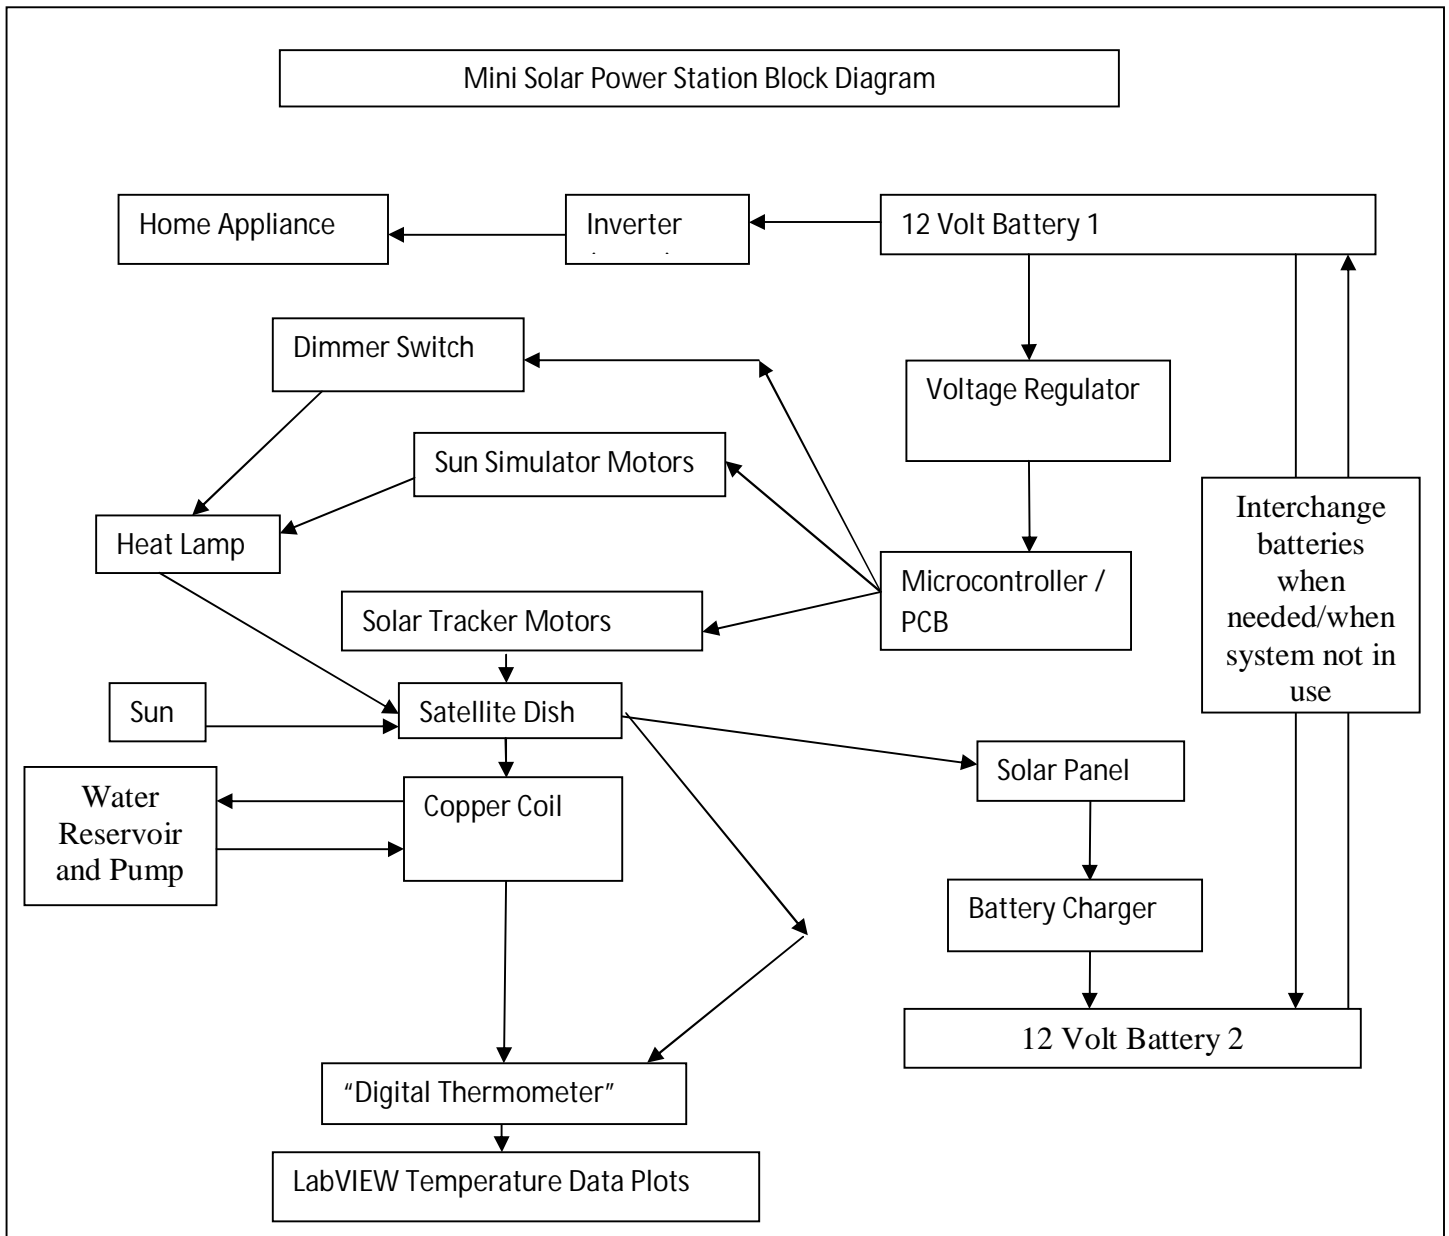 Mini Solar Power Station Block Diagram
Home Appliance
Inverter
12 Volt Battery 1
Dimmer Switch
Voltage Regulator
Sun Simulator Motors
Heat Lamp
Interchange
batteries
when
needed/when
system not in
use
Microcontroller /
PCB
Solar Tracker Motors
Sun
Satellite Dish
Solar Panel
Water
Reservoir
and Pump
Copper Coil
Battery Charger
12 Volt Battery 2
“Digital Thermometer”
LabVIEW Temperature Data Plots